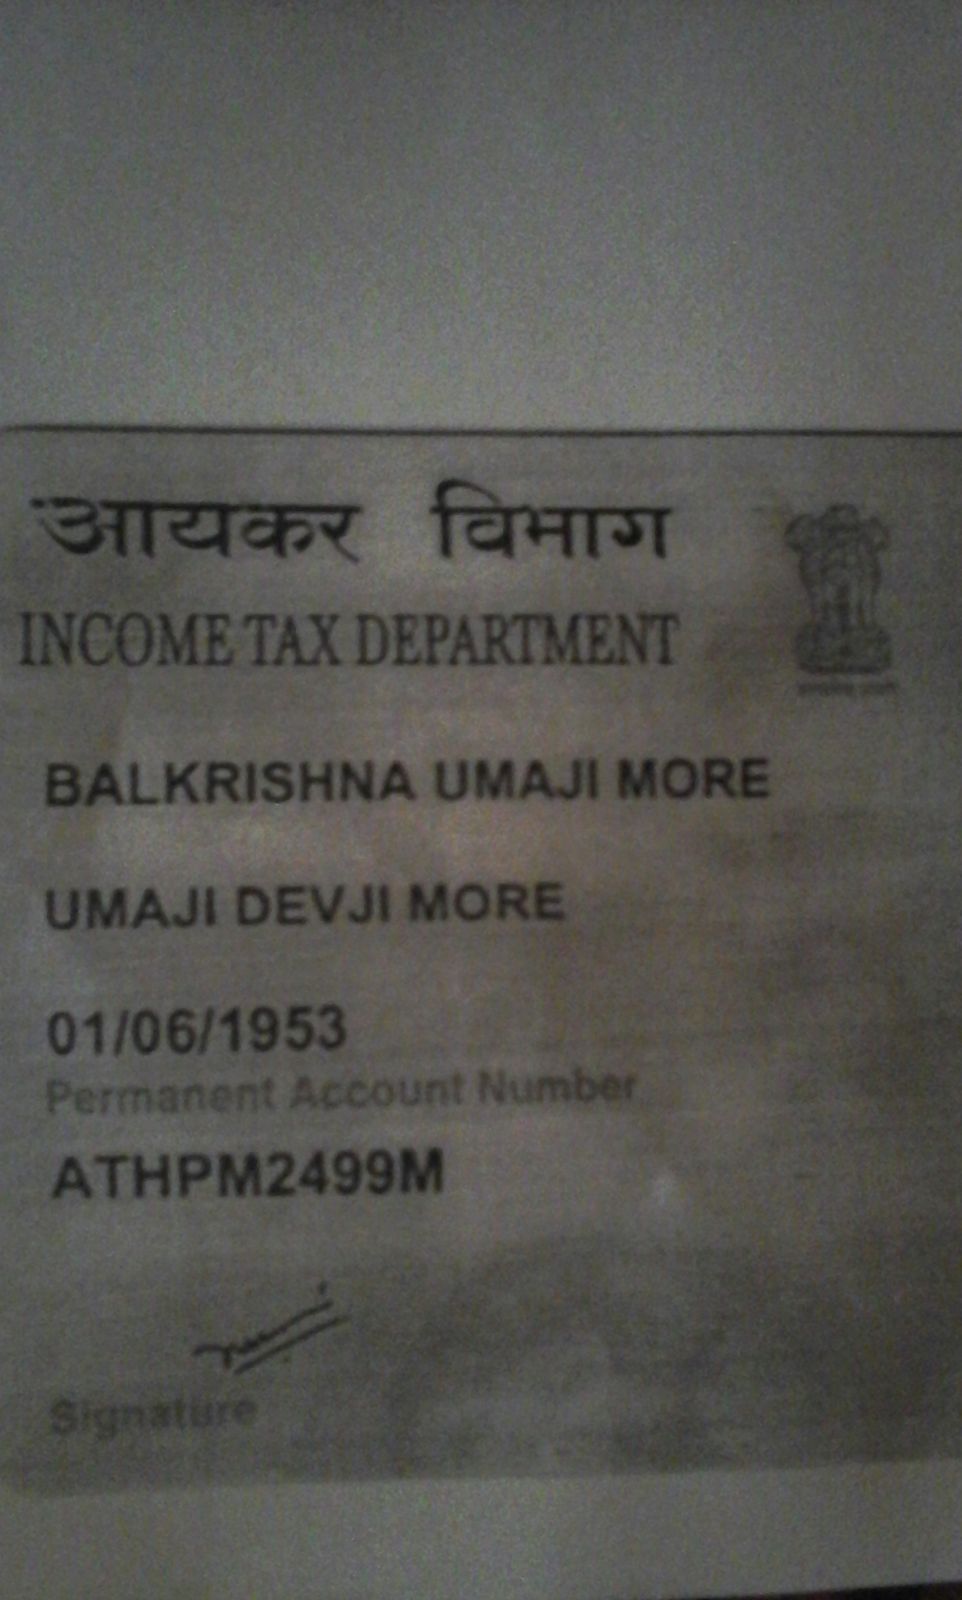 आयकर विभाग
INCOME TAX DEPARTMENT
BALKRISHNA UMAJI MORE
UMAJI DEVJI MORE
01/06/1953
Permanent Account Number
ATHPM2499M
Signature